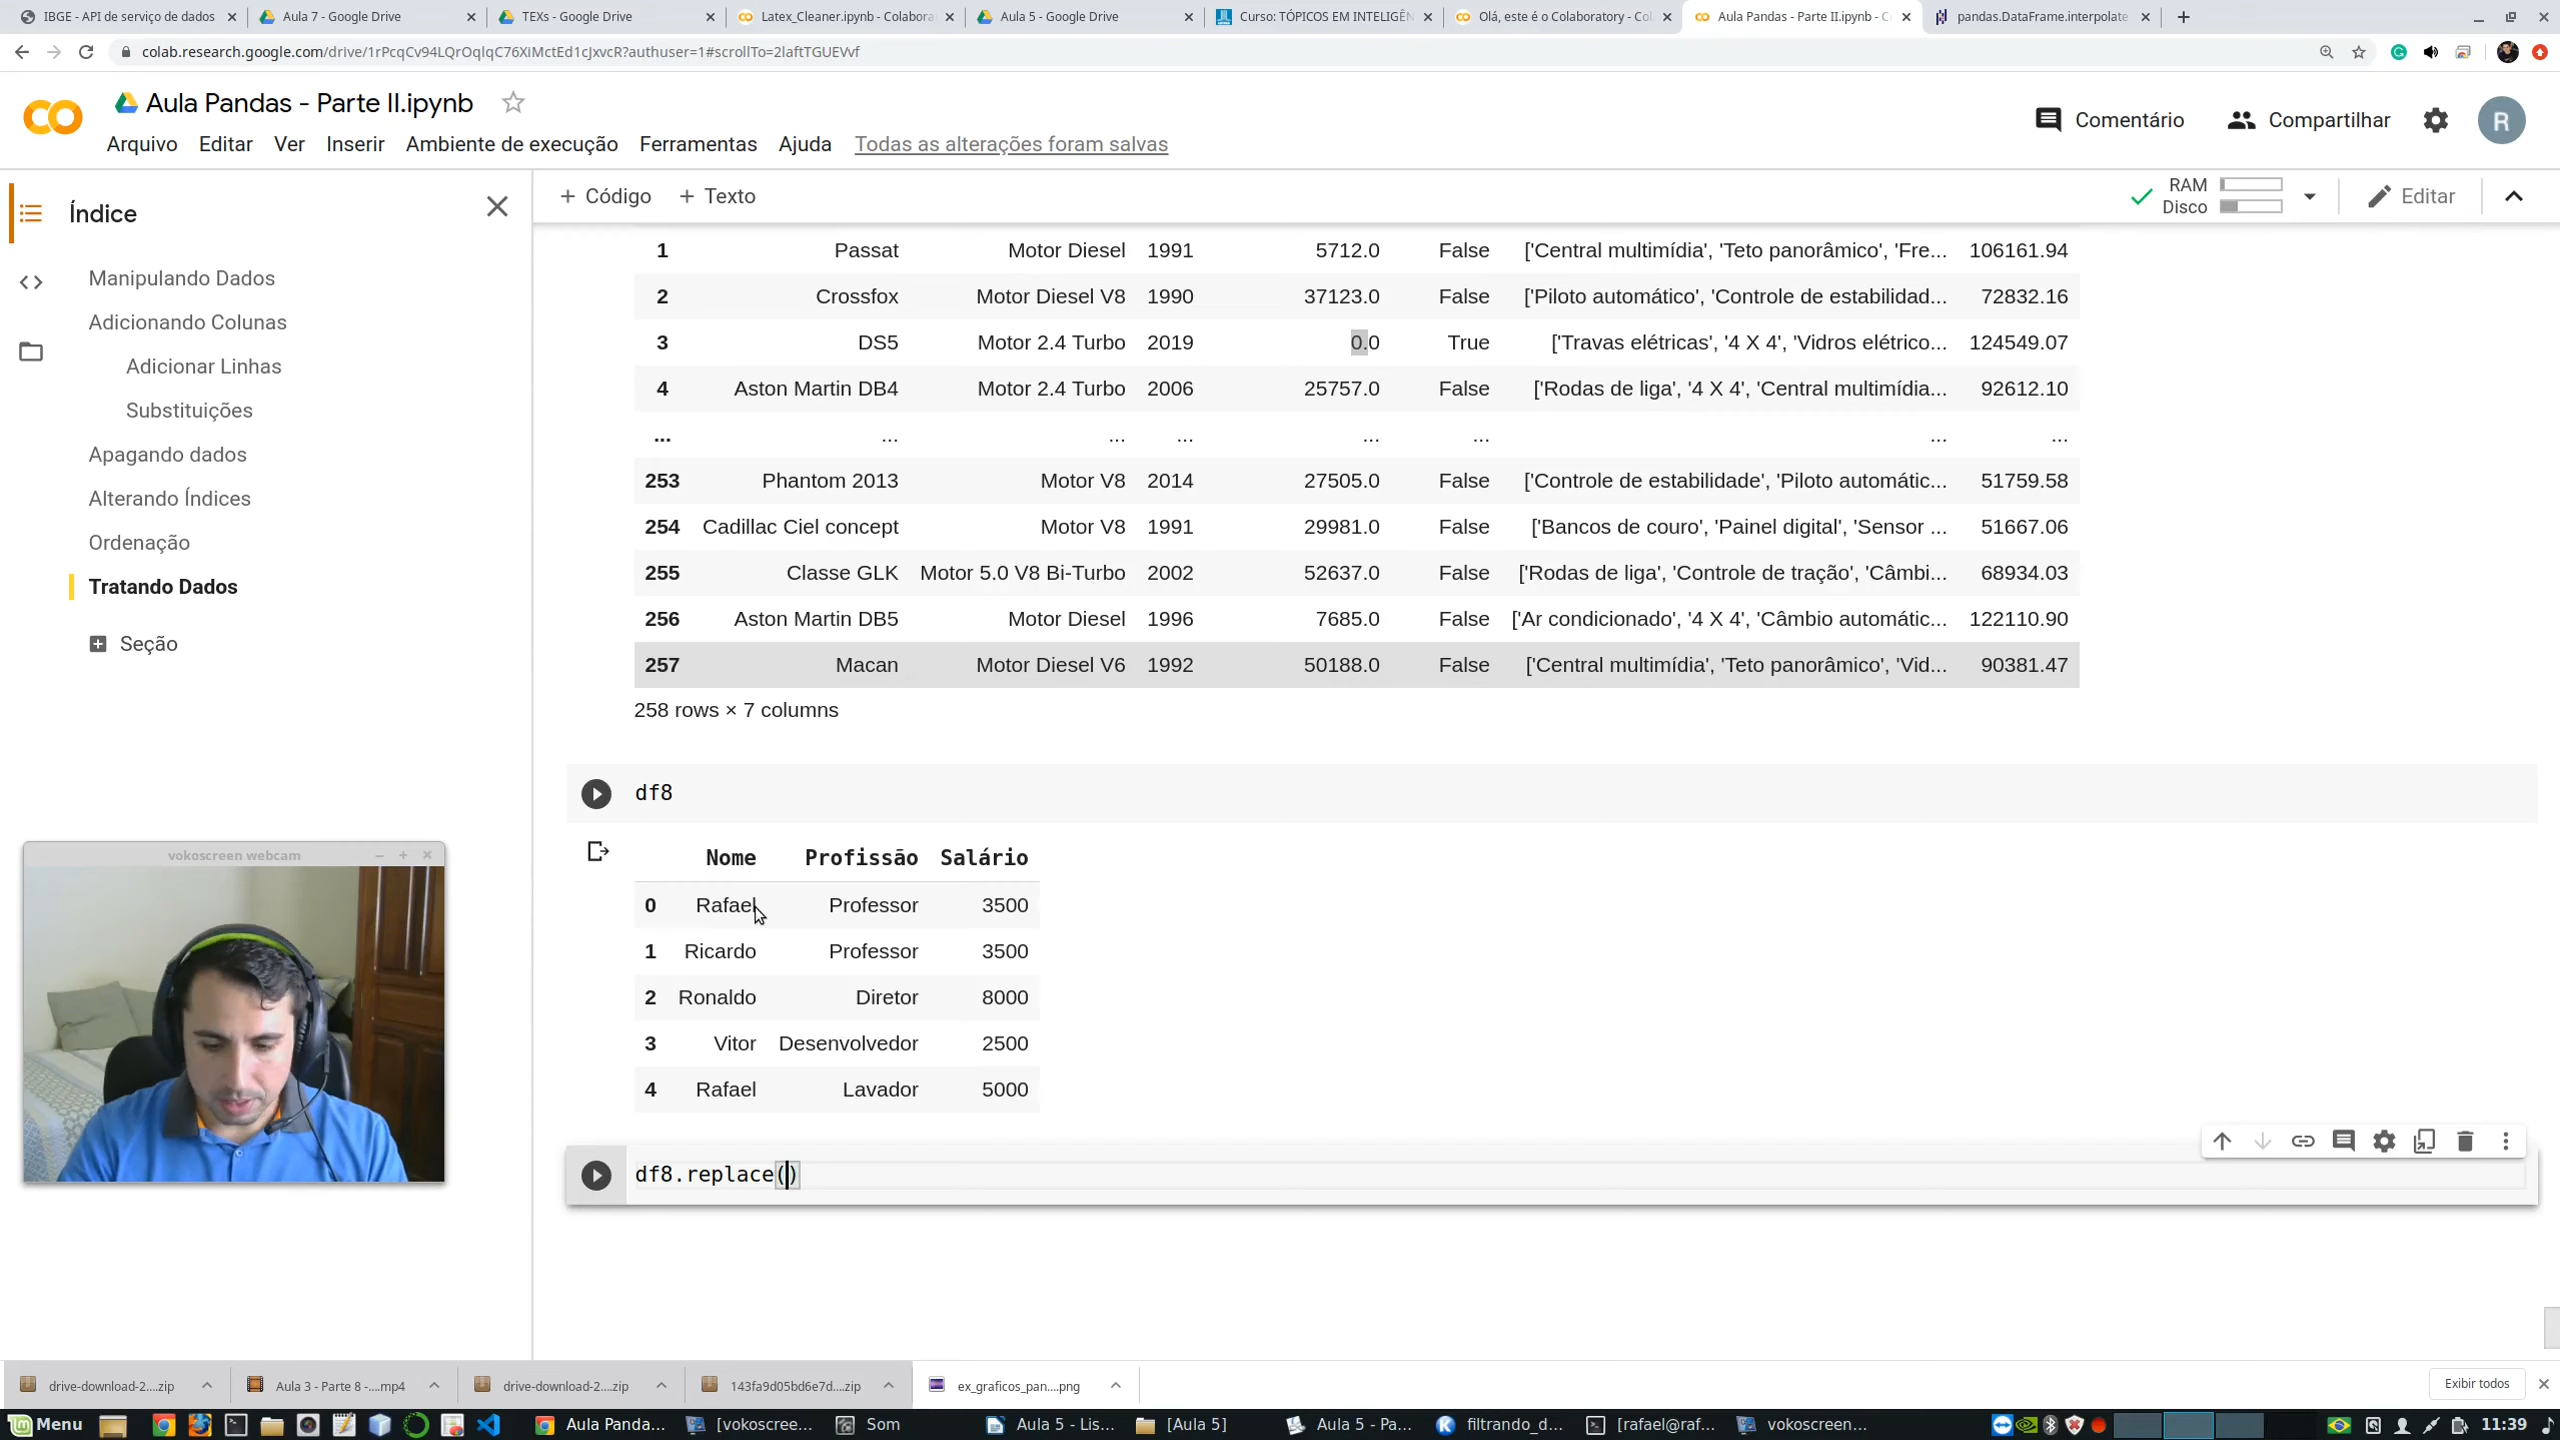 IBGE - API de serviço de dados
Aula 7 - Google Drive
TEXs - Google Drive
Latex_Cleaner.ipynb - Colabora
Aula 5 - Google Drive
Curso: TÓPICOS EM INTELIGÊN
Olá, este é o Colaboratory - Col
Aula Pandas - Parte II.ipynb - C
pandas.DataFrame.interpolate
colab.research.google.com/drive/1rPcqCv94LQrOqlqC76XiMctEd1cJxvcR?authuser=1#scrollTo=2laftTGUEVvf
Aula Pandas - Parte II.ipynb
Comentário
Compartilhar
R
Arquivo Editar Ver Inserir Ambiente de execução Ferramentas Ajuda Todas as alterações foram salvas
Índice
+ Código + Texto
RAM
Disco
Editar
Manipulando Dados
Adicionando Colunas
Adicionar Linhas
Substituições
Apagando dados
Alterando Índices
Ordenação
Tratando Dados
Seção
1 Passat Motor Diesel 1991 5712.0 False ['Central multimídia', 'Teto panorâmico', 'Fre... 106161.94
2 Crossfox Motor Diesel V8 1990 37123.0 False ['Piloto automático', 'Controle de estabilidad... 72832.16
3 DS5 Motor 2.4 Turbo 2019 0.0 True ['Travas elétricas', '4 X 4', 'Vidros elétrico... 124549.07
4 Aston Martin DB4 Motor 2.4 Turbo 2006 25757.0 False ['Rodas de liga', '4 X 4', 'Central multimídia... 92612.10
... ... ... ... ... ... ... ...
253 Phantom 2013 Motor V8 2014 27505.0 False ['Controle de estabilidade', 'Piloto automátic... 51759.58
254 Cadillac Ciel concept Motor V8 1991 29981.0 False ['Bancos de couro', 'Painel digital', 'Sensor ... 51667.06
255 Classe GLK Motor 5.0 V8 Bi-Turbo 2002 52637.0 False ['Rodas de liga', 'Controle de tração', 'Câmbi... 68934.03
256 Aston Martin DB5 Motor Diesel 1996 7685.0 False ['Ar condicionado', '4 X 4', 'Câmbio automátic... 122110.90
257 Macan Motor Diesel V6 1992 50188.0 False ['Central multimídia', 'Teto panorâmico', 'Vid... 90381.47
258 rows × 7 columns
df8
Nome Profissão Salário
0 Rafael Professor 3500
1 Ricardo Professor 3500
2 Ronaldo Diretor 8000
3 Vitor Desenvolvedor 2500
4 Rafael Lavador 5000
df8.replace()
vokoscreen webcam
drive-download-2....zip
Aula 3 - Parte 8 -....mp4
drive-download-2....zip
143fa9d05bd6e7d....zip
ex_graficos_pan....png
Exibir todos
Menu
Aula Panda...
[vokoscree...
Som
Aula 5 - Lis...
[Aula 5]
Aula 5 - Pa...
filtrando_d...
[rafael@raf...
vokoscreen...
11:39